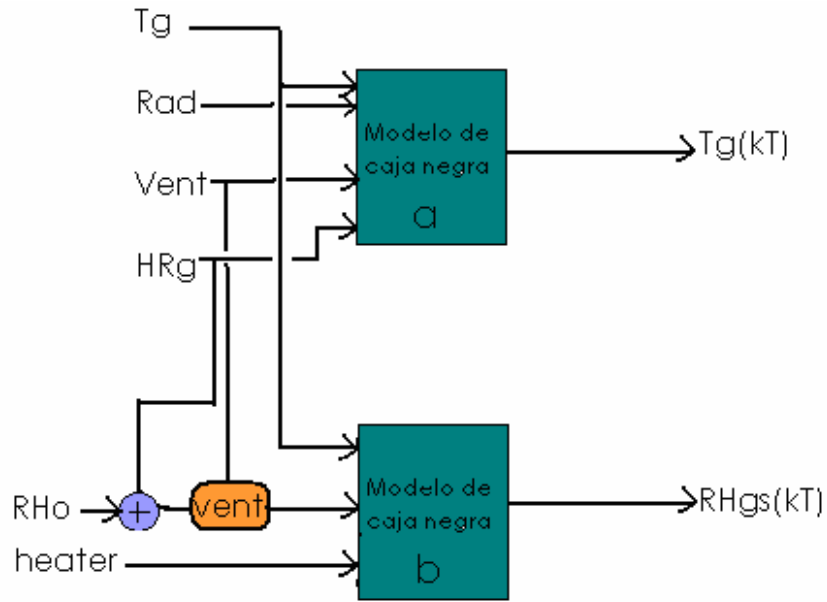 Tg
Rad
Vent
HRg
Modelo de
caja negra
a
Tg(kT)
RHo
+
vent
heater
Modelo de
caja negra
b
RHgs(kT)